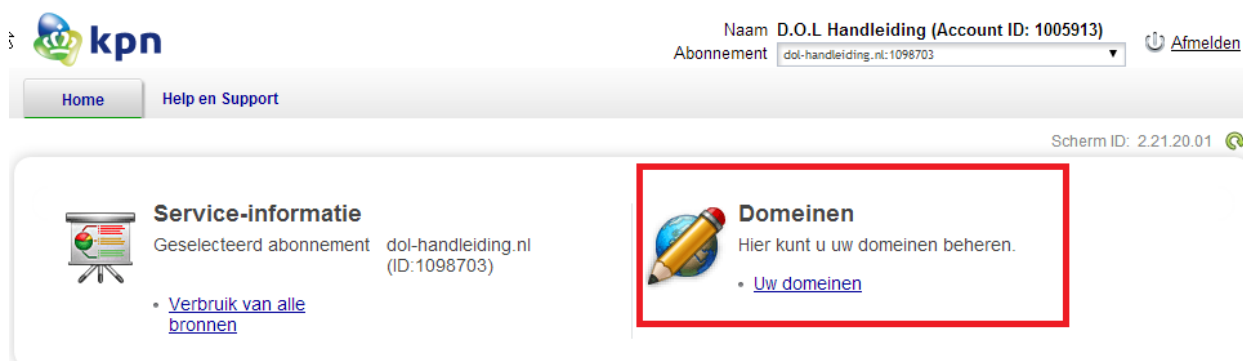 kpn
Naam D.O.L Handleiding (Account ID: 1005913)
Abonnement dol-handleiding.nl:1098703
Afmelden
Home
Help en Support
Scherm ID: 2.21.20.01
Service-informatie
Geselecteerd abonnement dol-handleiding.nl
(ID:1098703)
• Verbruik van alle
bronnen
Domeinen
Hier kunt u uw domeinen beheren.
• Uw domeinen